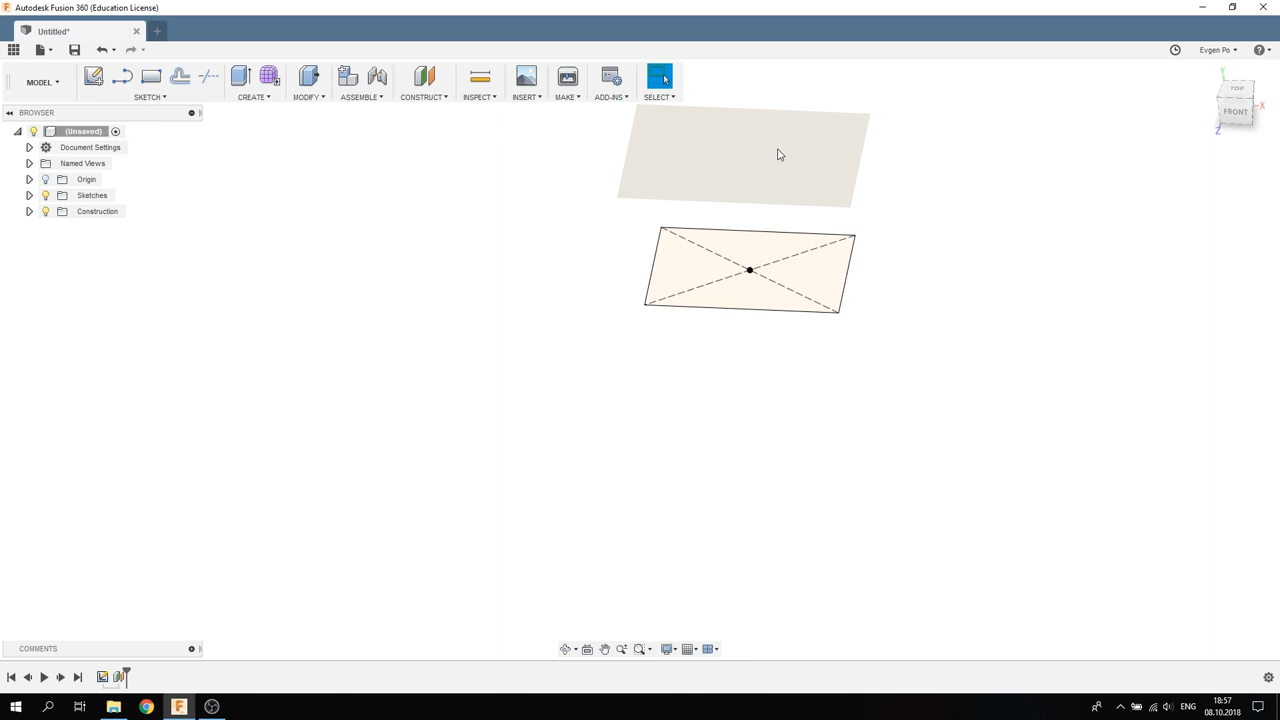 Autodesk Fusion 360 (Education License)
Untitled*
Evgen Po
MODEL
SKETCH
CREATE
MODIFY
ASSEMBLE
CONSTRUCT
INSPECT
INSERT
MAKE
ADD-INS
SELECT
BROWSER
(Unsaved)
Document Settings
Named Views
Origin
Sketches
Construction
Y
TOP
X
FRONT
Z
COMMENTS
ENG
18:57
08.10.2018